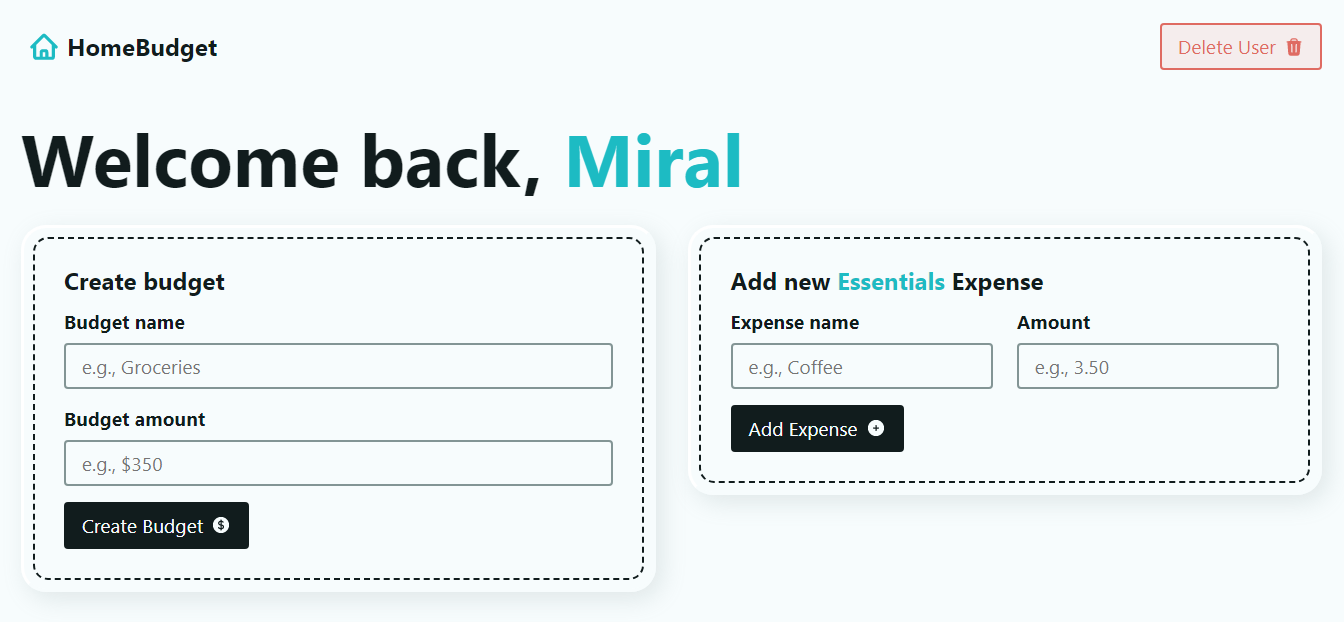 HomeBudget
Delete User
Welcome back, Miral
Create budget
Budget name
e.g., Groceries
Budget amount
e.g., $350
Create Budget $
Add new Essentials Expense
Expense name Amount
e.g., Coffee e.g., 3.50
Add Expense